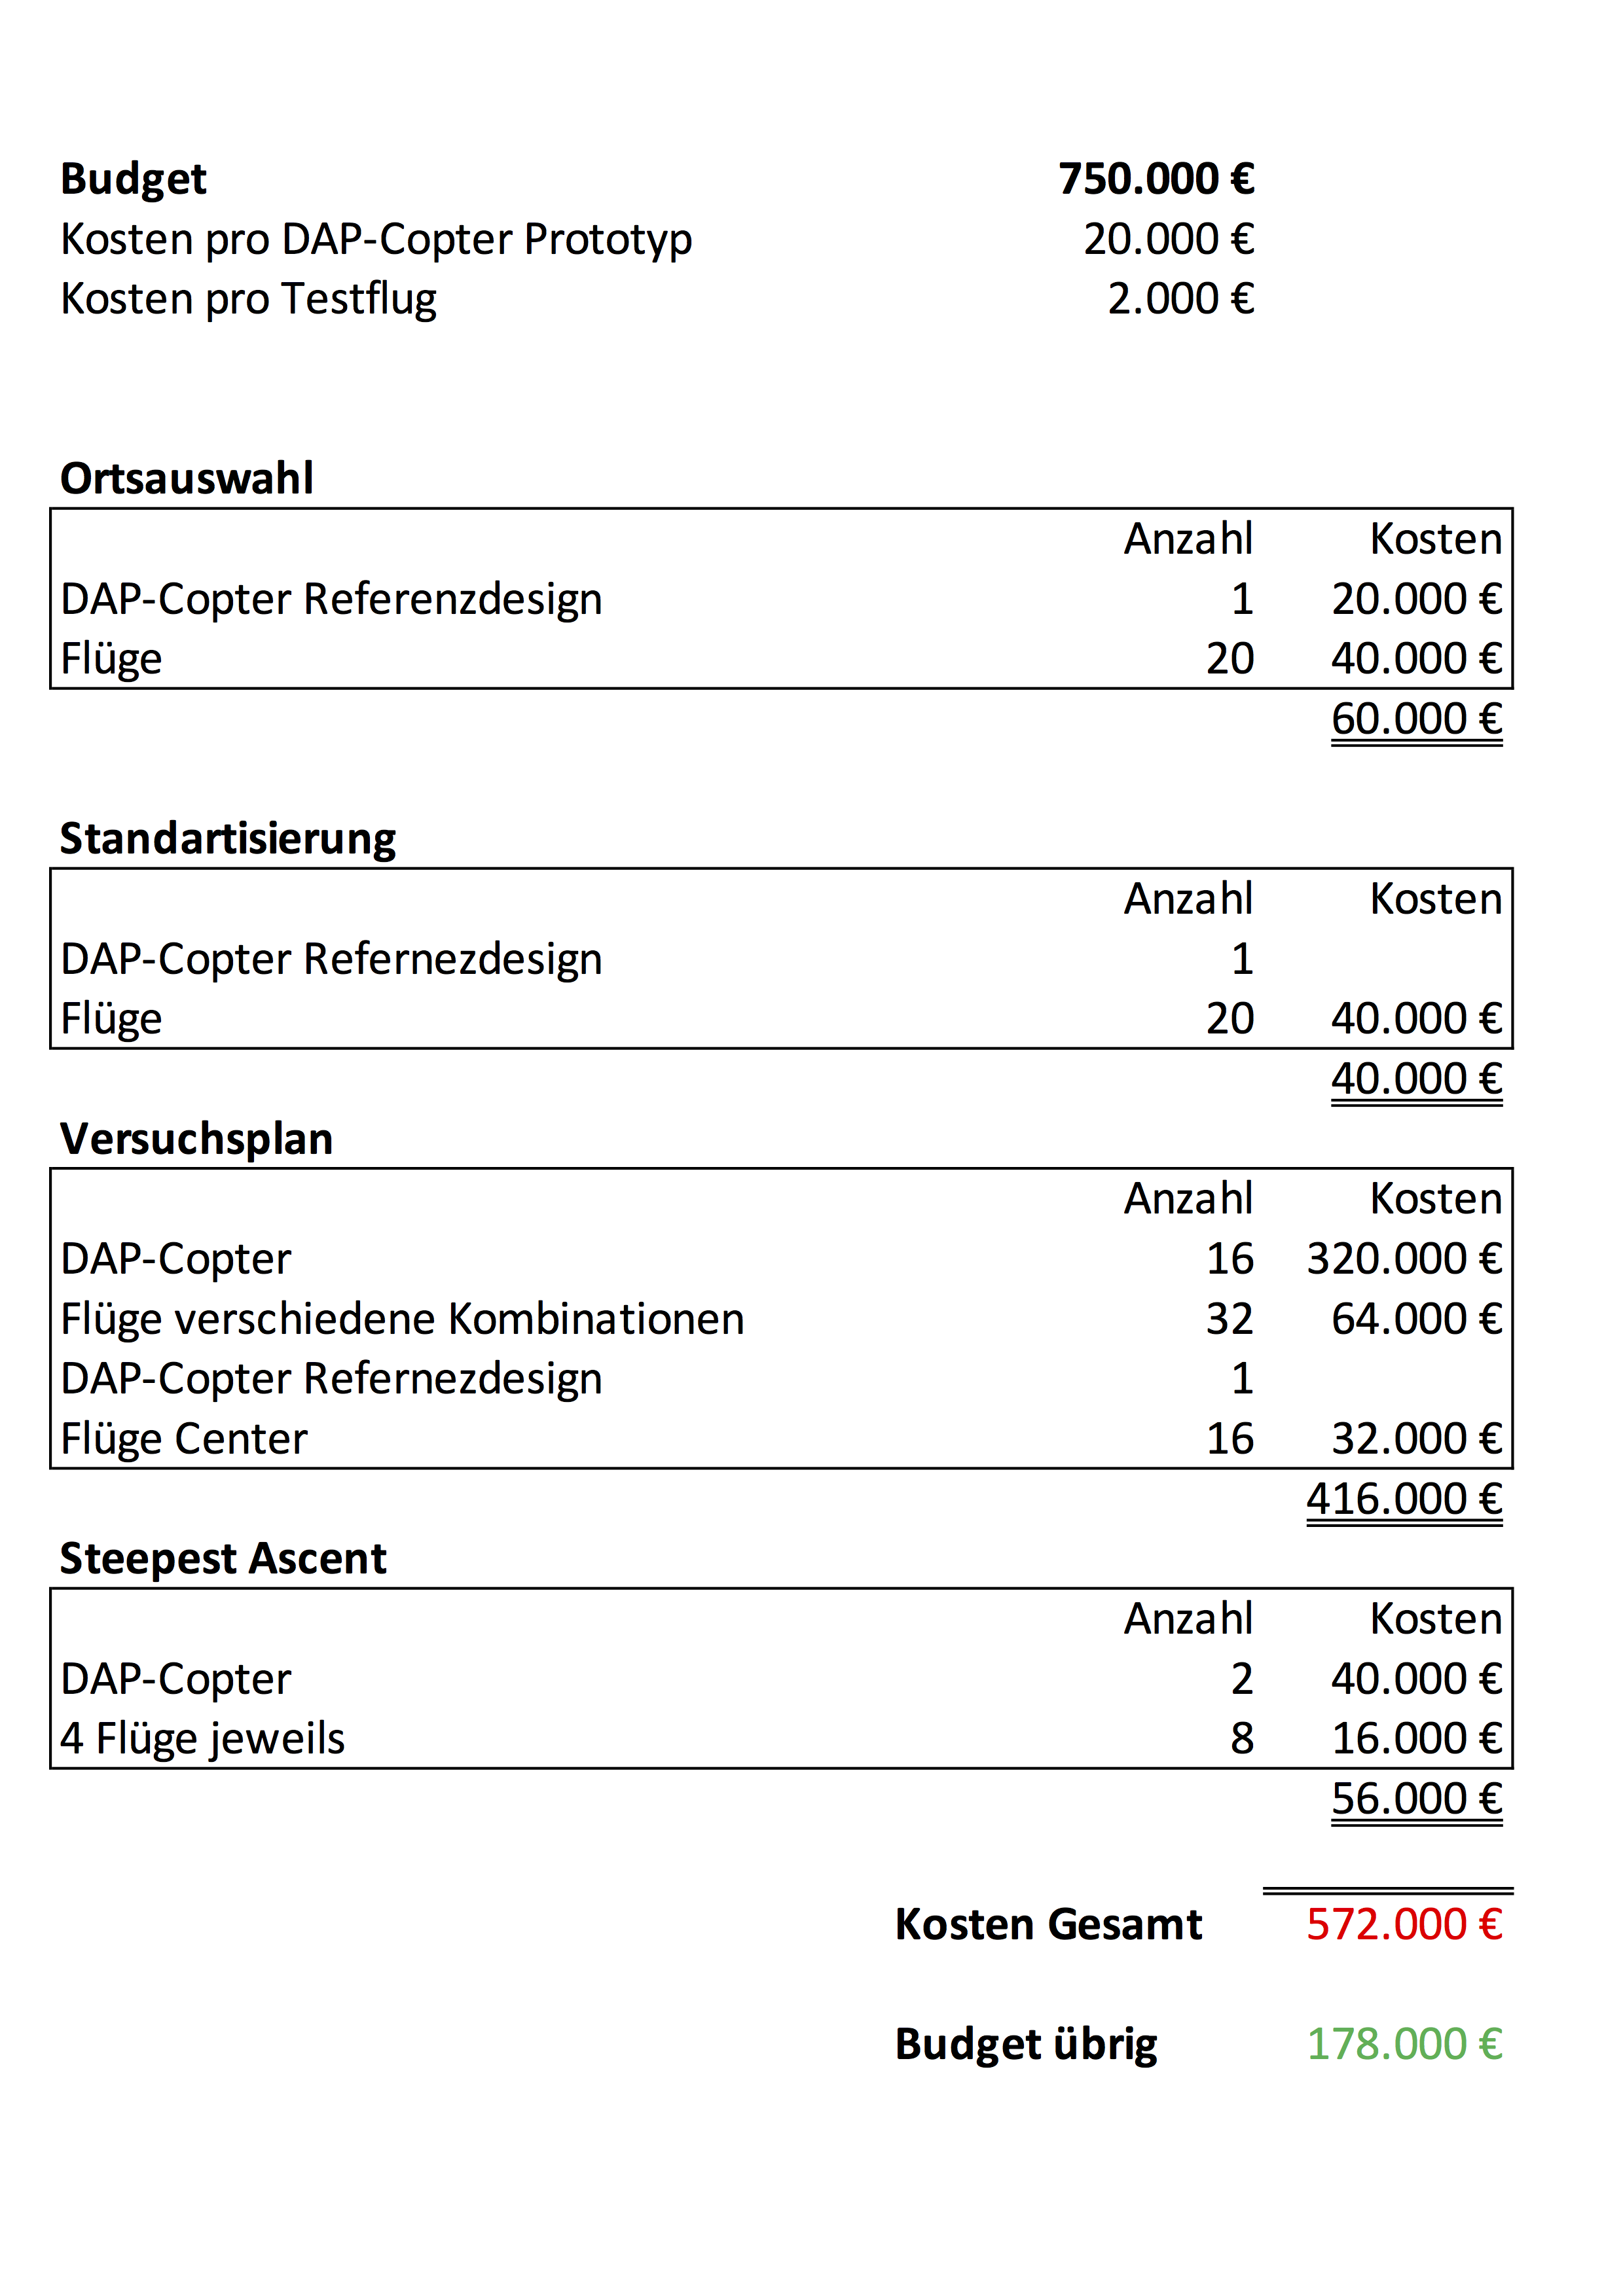 Budget 750.000 €
Kosten pro DAP-Copter Prototyp 20.000 €
Kosten pro Testflug 2.000 €
Ortsauswahl
Anzahl Kosten
DAP-Copter Referenzdesign 1 20.000 €
Flüge 20 40.000 €
60.000 €
Standartisierung
Anzahl Kosten
DAP-Copter Refernezdesign 1
Flüge 20 40.000 €
40.000 €
Versuchsplan
Anzahl Kosten
DAP-Copter 16 320.000 €
Flüge verschiedene Kombinationen 32 64.000 €
DAP-Copter Refernezdesign 1
Flüge Center 16 32.000 €
416.000 €
Steepest Ascent
Anzahl Kosten
DAP-Copter 2 40.000 €
4 Flüge jeweils 8 16.000 €
56.000 €
Kosten Gesamt 572.000 €
Budget übrig 178.000 €